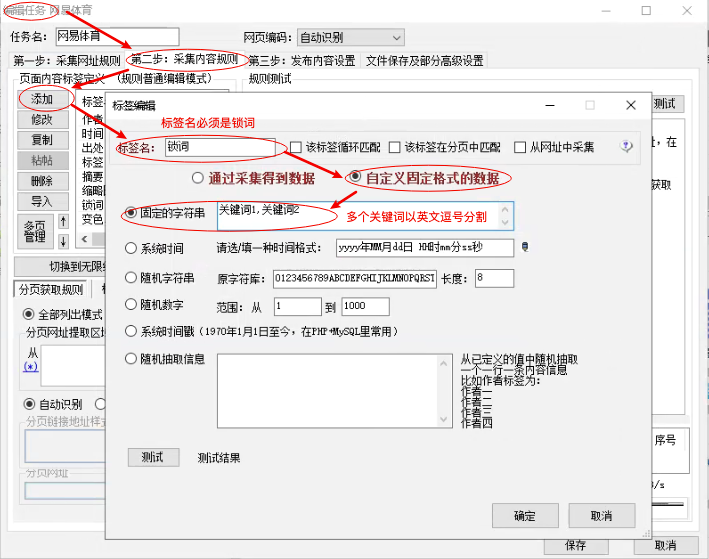 编辑任务 网易体育
任务名： 网易体育 网页编码： 自动识别
第一步：采集网址规则 第二步：采集内容规则 第三步：发布内容设置 文件保存及部分高级设置
页面内容标签定义 （规则普通编辑模式） 规则测试
添加 标签 测试
修改 作者
复制 时间
粘帖 出处
删除 标签
导入 摘要
多页管理 缩略图
锁词
变色
切换到无限级
分页获取规则
全部列出模式
分页网址提取区域
从
(*)
自动识别
分页链接地址样式
分页网址
，在
获取
序号
/s
保存 取消
标签编辑
标签名必须是锁词
标签名： 锁词 该标签循环匹配 该标签在分页中匹配 从网址中采集
通过采集得到数据 自定义固定格式的数据
固定的字符串 关键词1,关键词2 多个关键词以英文逗号分割
系统时间 请选/填一种时间格式： yyyy年MM月dd日 HH时mm分ss秒
随机字符串 原字符库： 0123456789ABCDEFGHIJKLMNOPQRST 长度： 8
随机数字 范围：从 1 到 1000
系统时间戳（1970年1月1日至今，在PHP+MySQL里常用）
随机抽取信息 从已定义的值中随机抽取
一个一行一条内容信息
比如作者标签为：
作者一
作者二
作者三
作者四
测试 测试结果
确定 取消